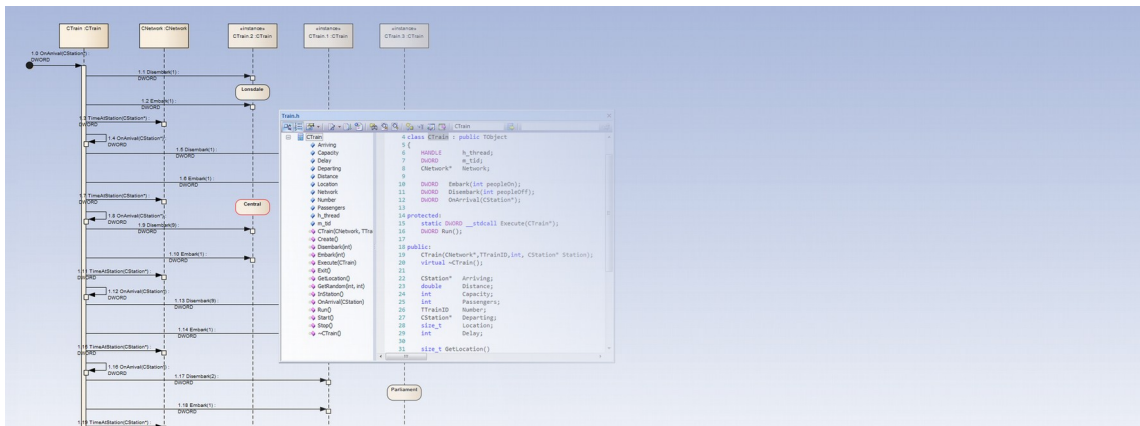 CTrain :CTrain
CNetwork :CNetwork
«instance»
CTrain.2 :CTrain
«instance»
CTrain.1 :CTrain
«instance»
CTrain.3 :CTrain
1.0 OnArrival(CStation*) :
DWORD
1.1 Disembark(1) :
DWORD
Lonsdale
1.2 Embark(1) :
DWORD
1.3 TimeAtStation(CStation*) :
DWORD
1.4 OnArrival(CStation*) :
DWORD
1.5 Disembark(1) :
DWORD
1.6 Embark(1) :
DWORD
1.7 TimeAtStation(CStation*) :
DWORD
Central
1.8 OnArrival(CStation*) :
DWORD
1.9 Disembark(9) :
DWORD
1.10 Embark(1) :
DWORD
1.11 TimeAtStation(CStation*) :
DWORD
1.12 OnArrival(CStation*) :
DWORD
1.13 Disembark(9) :
DWORD
1.14 Embark(1) :
DWORD
1.15 TimeAtStation(CStation*) :
DWORD
1.16 OnArrival(CStation*) :
DWORD
1.17 Disembark(2) :
DWORD
Parliament
1.18 Embark(1) :
DWORD
1.19 TimeAtStation(CStation*) :
Train.h
CTrain
CTrain
Arriving
Capacity
Delay
Departing
Distance
Location
Network
Number
Passengers
h_thread
m_tid
CTrain(CNetwork, TTra
Create()
Disembark(int)
Embark(int)
Execute(CTrain)
Exit()
GetLocation()
GetRandom(int, int)
InStation()
OnArrival(CStation)
Run()
Start()
Stop()
~CTrain()
4 class CTrain : public TObject
5 {
6 HANDLE h_thread;
7 DWORD m_tid;
8 CNetwork* Network;
9
10 DWORD Embark(int peopleOn);
11 DWORD Disembark(int peopleOff);
12 DWORD OnArrival(CStation*);
13
14 protected:
15 static DWORD __stdcall Execute(CTrain*);
16 DWORD Run();
17
18 public:
19 CTrain(CNetwork*,TTrainID,int, CStation* Station);
20 virtual ~CTrain();
21
22 CStation* Arriving;
23 double Distance;
24 int Capacity;
25 int Passengers;
26 TTrainID Number;
27 CStation* Departing;
28 size_t Location;
29 int Delay;
30
31 size_t GetLocation()